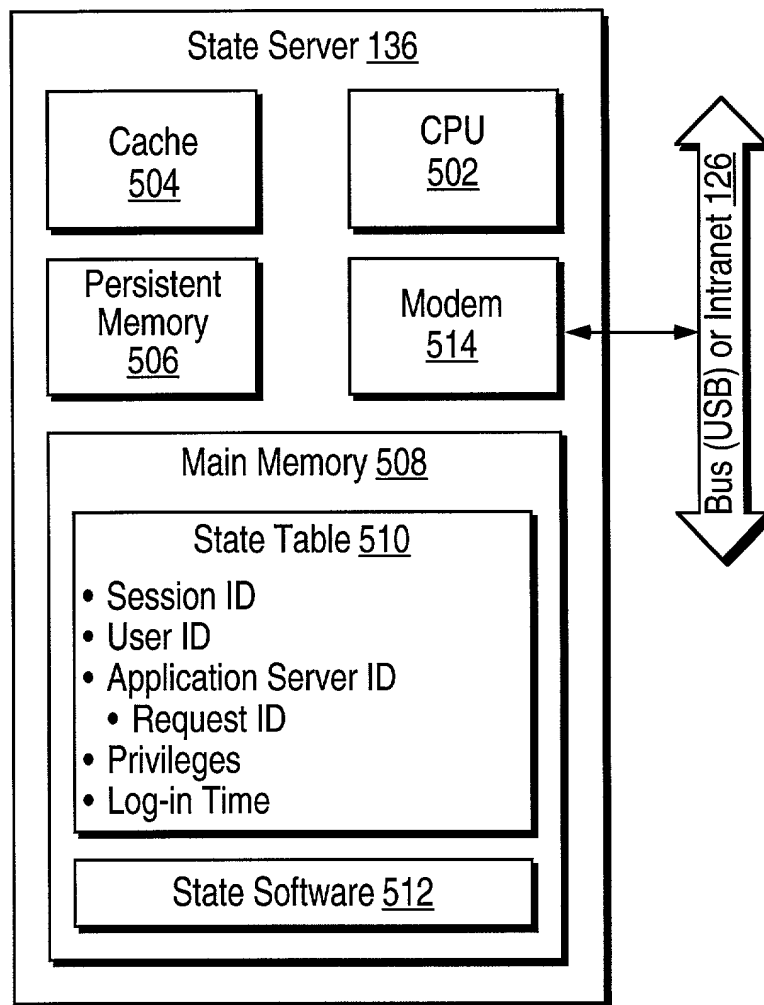 State Server 136
Cache
504
CPU
502
Persistent
Memory
506
Modem
514
Bus (USB) or Intranet 126
Main Memory 508
State Table 510
• Session ID
• User ID
• Application Server ID
• Request ID
• Privileges
• Log-in Time
State Software 512